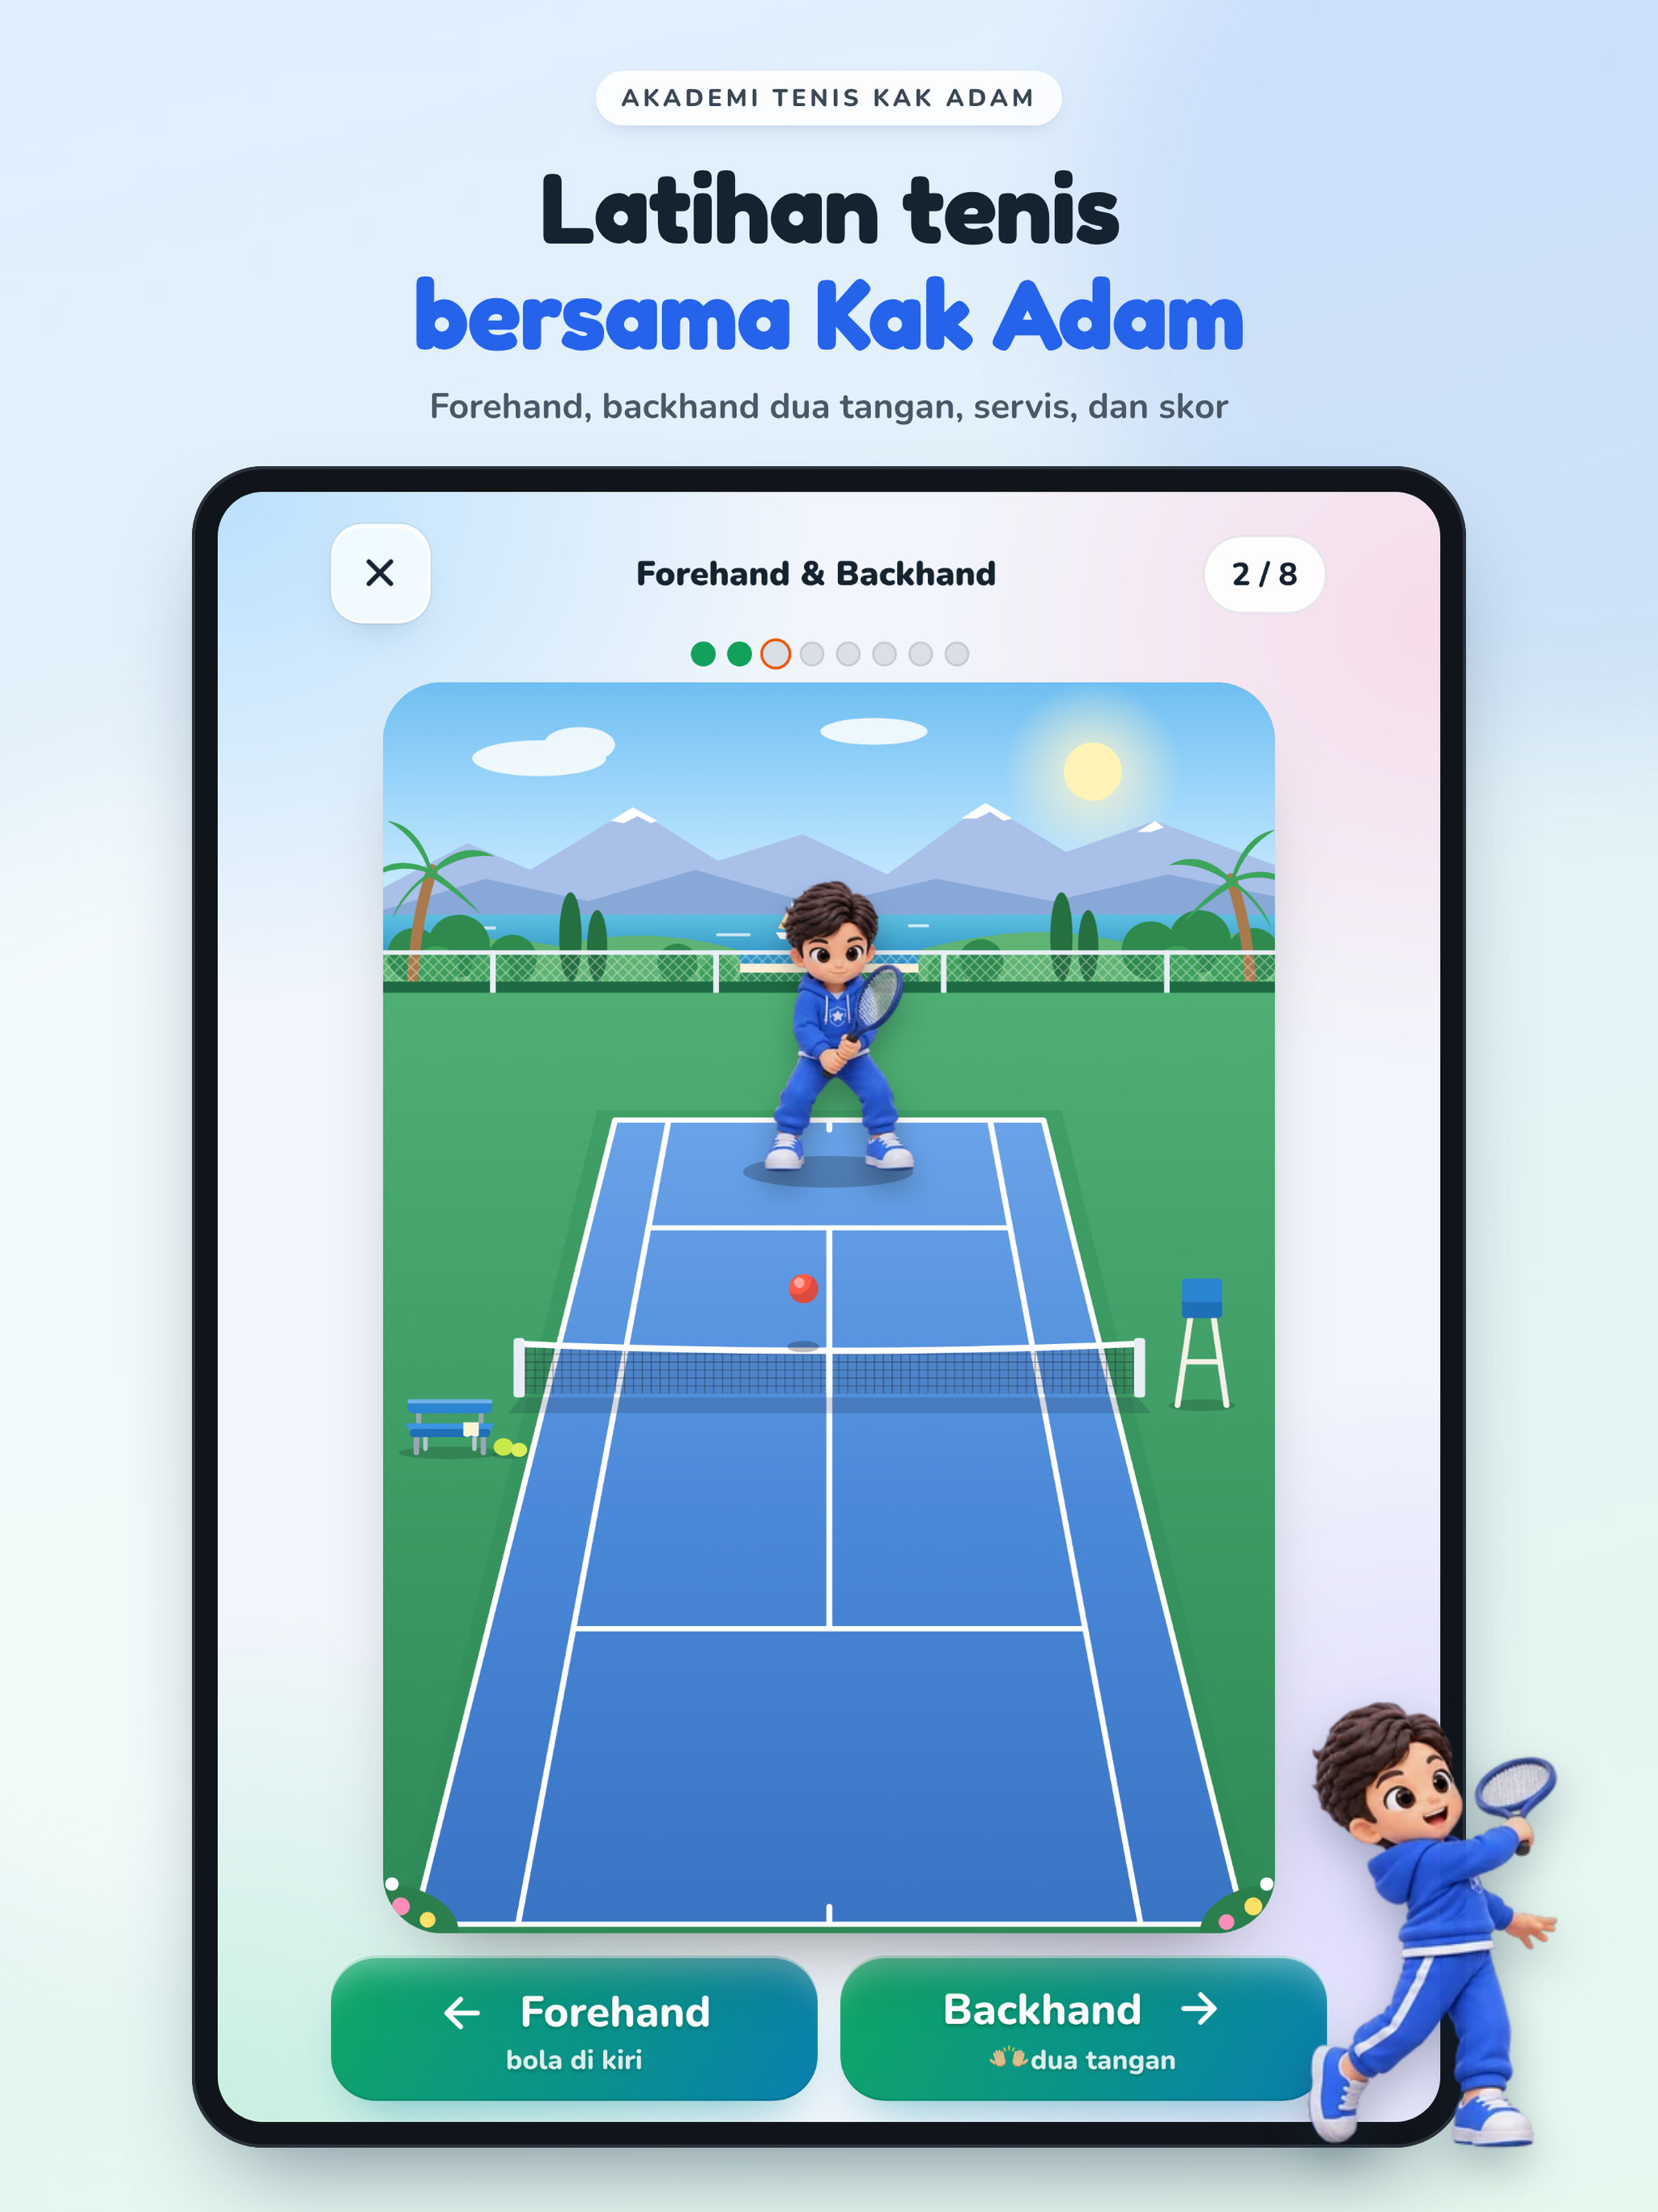 AKADEMI TENIS KAK ADAM
Latihan tenis
bersama Kak Adam
Forehand, backhand dua tangan, servis, dan skor
Forehand & Backhand
2 / 8
← Forehand
bola di kiri
Backhand →
🙌dua tangan